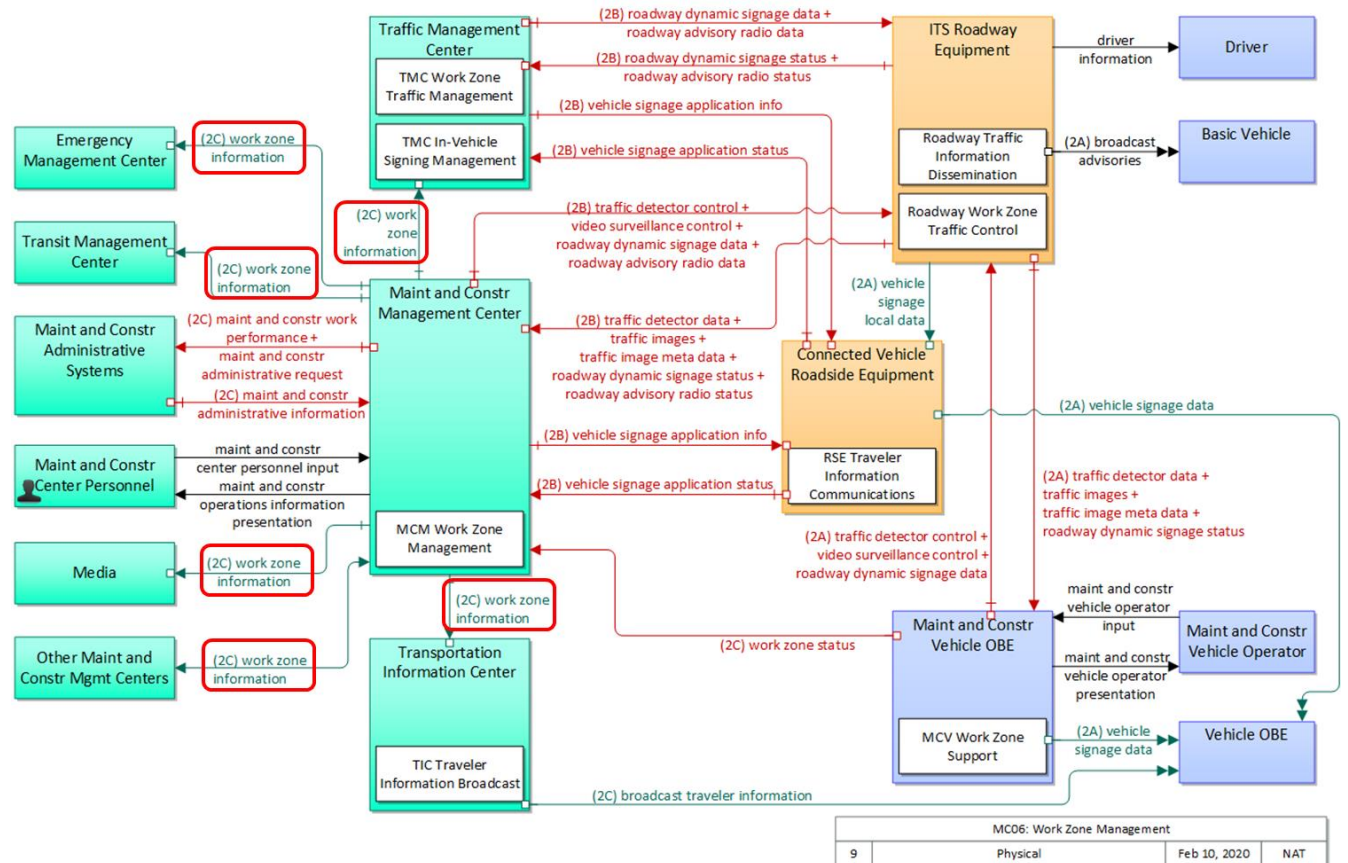 Traffic Management
Center
TMC Work Zone
Traffic Management
TMC In-Vehicle
Signing Management
(2B) roadway dynamic signage data +
roadway advisory radio data
(2B) roadway dynamic signage status +
roadway advisory radio status
(2B) vehicle signage application info
(2B) vehicle signage application status
ITS Roadway
Equipment
Roadway Traffic
Information
Dissemination
Roadway Work Zone
Traffic Control
driver
information
Driver
(2A) broadcast
advisories
Basic Vehicle
Emergency
Management Center
(2C) work zone
information
Transit Management
Center
(2C) work zone
information
(2C) work
zone
information
(2B) traffic detector control +
video surveillance control +
roadway dynamic signage data +
roadway advisory radio data
(2A) vehicle
signage
local data
Maint and Constr
Administrative
Systems
(2C) maint and constr work
performance +
maint and constr
administrative request
(2C) maint and constr
administrative information
Maint and Constr
Management Center
MCM Work Zone
Management
(2B) traffic detector data +
traffic images +
traffic image meta data +
roadway dynamic signage status +
roadway advisory radio status
Connected Vehicle
Roadside Equipment
RSE Traveler
Information
Communications
(2A) vehicle signage data
Maint and Constr
Center Personnel
maint and constr
center personnel input
maint and constr
operations information
presentation
(2B) vehicle signage application info
(2B) vehicle signage application status
(2A) traffic detector data +
traffic images +
traffic image meta data +
roadway dynamic signage status
(2A) traffic detector control +
video surveillance control +
roadway dynamic signage data
Media
(2C) work zone
information
(2C) work zone
information
Other Maint and
Constr Mgmt Centers
(2C) work zone
information
Transportation
Information Center
TIC Traveler
Information Broadcast
(2C) work zone status
Maint and Constr
Vehicle OBE
MCV Work Zone
Support
maint and constr
vehicle operator
input
maint and constr
vehicle operator
presentation
Maint and Constr
Vehicle Operator
(2A) vehicle
signage data
Vehicle OBE
(2C) broadcast traveler information
MC06: Work Zone Management
9 Physical Feb 10, 2020 NAT